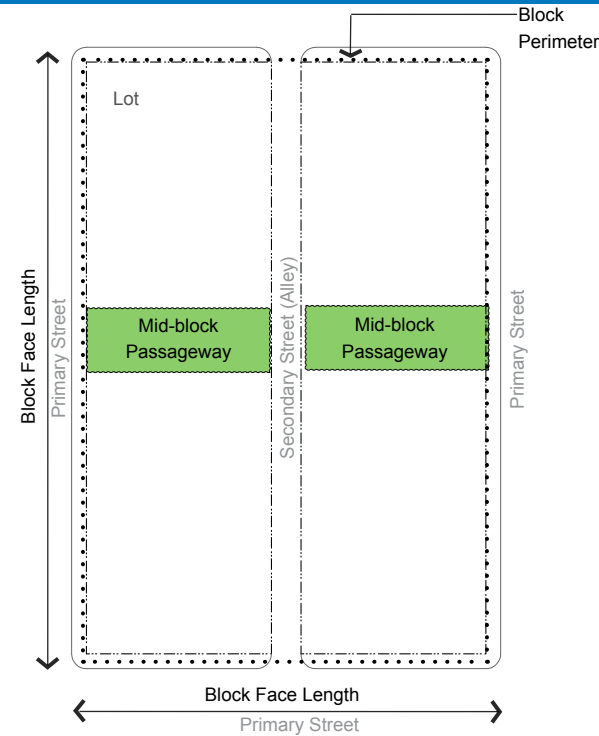 Block
Perimeter
Lot
Block Face Length
Primary Street
Mid-block
Passageway
Secondary Street (Alley)
Mid-block
Passageway
Primary Street
Block Face Length
Primary Street